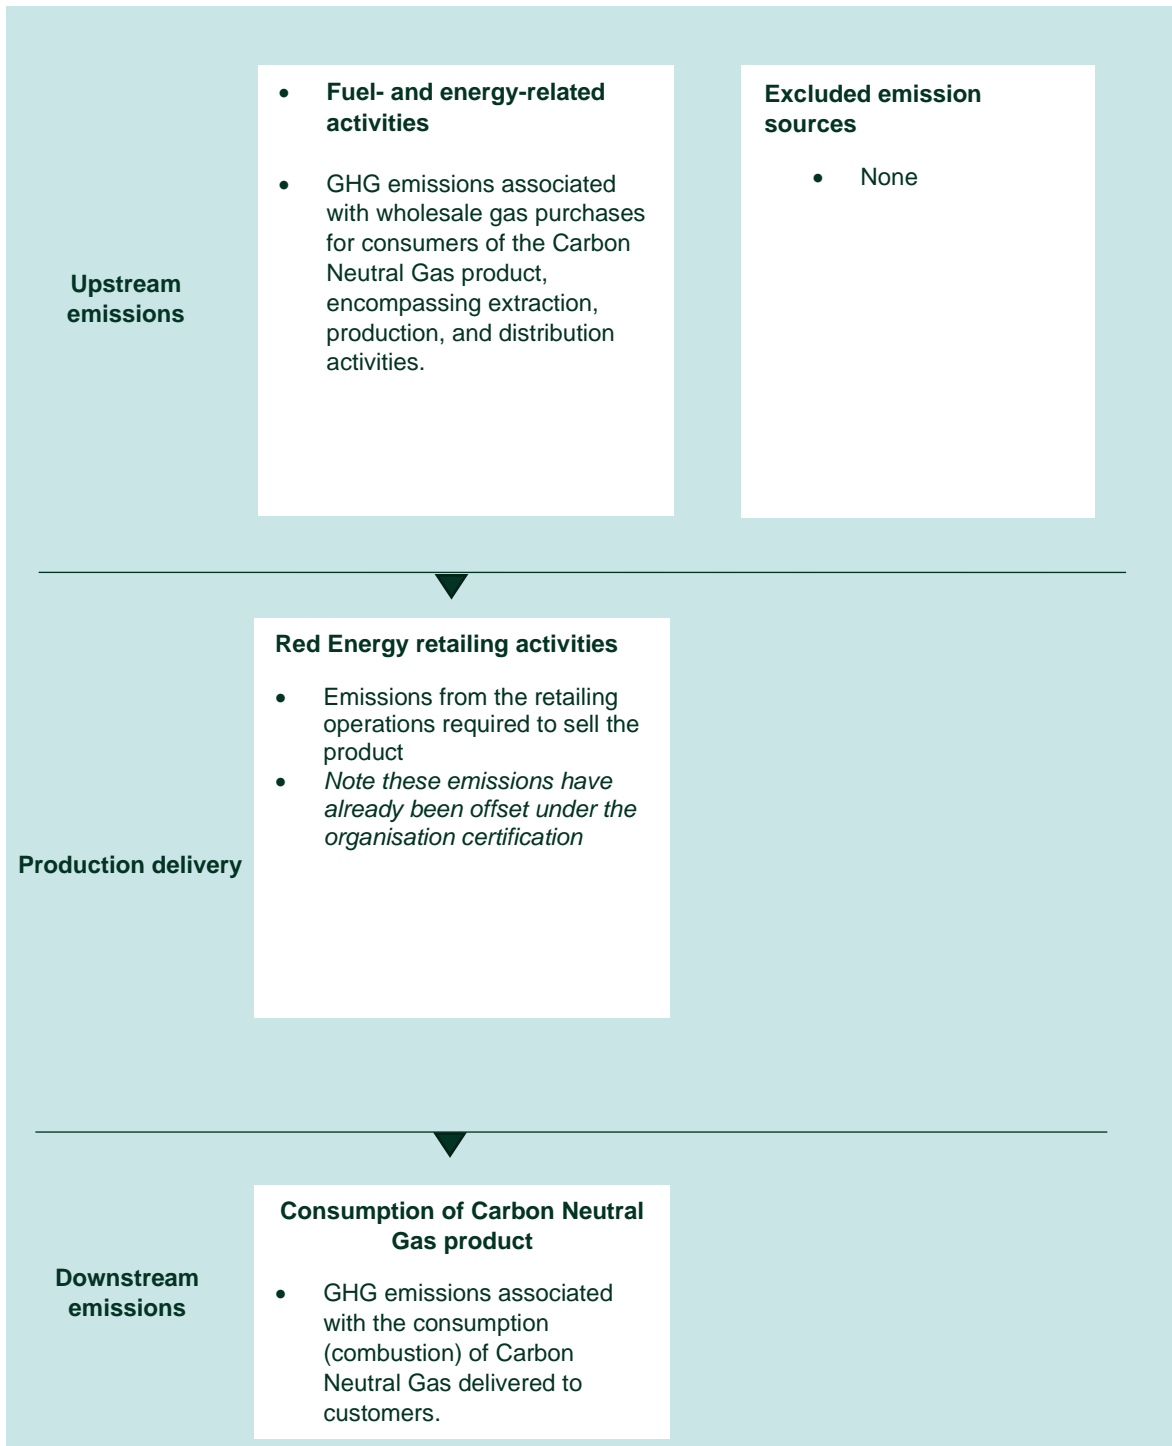 Upstream
emissions
• Fuel- and energy-related
activities
• GHG emissions associated
with wholesale gas purchases
for consumers of the Carbon
Neutral Gas product,
encompassing extraction,
production, and distribution
activities.
Excluded emission
sources
• None
Production delivery
Red Energy retailing activities
• Emissions from the retailing
operations required to sell the
product
• Note these emissions have
already been offset under the
organisation certification
Downstream
emissions
Consumption of Carbon Neutral
Gas product
• GHG emissions associated
with the consumption
(combustion) of Carbon
Neutral Gas delivered to
customers.